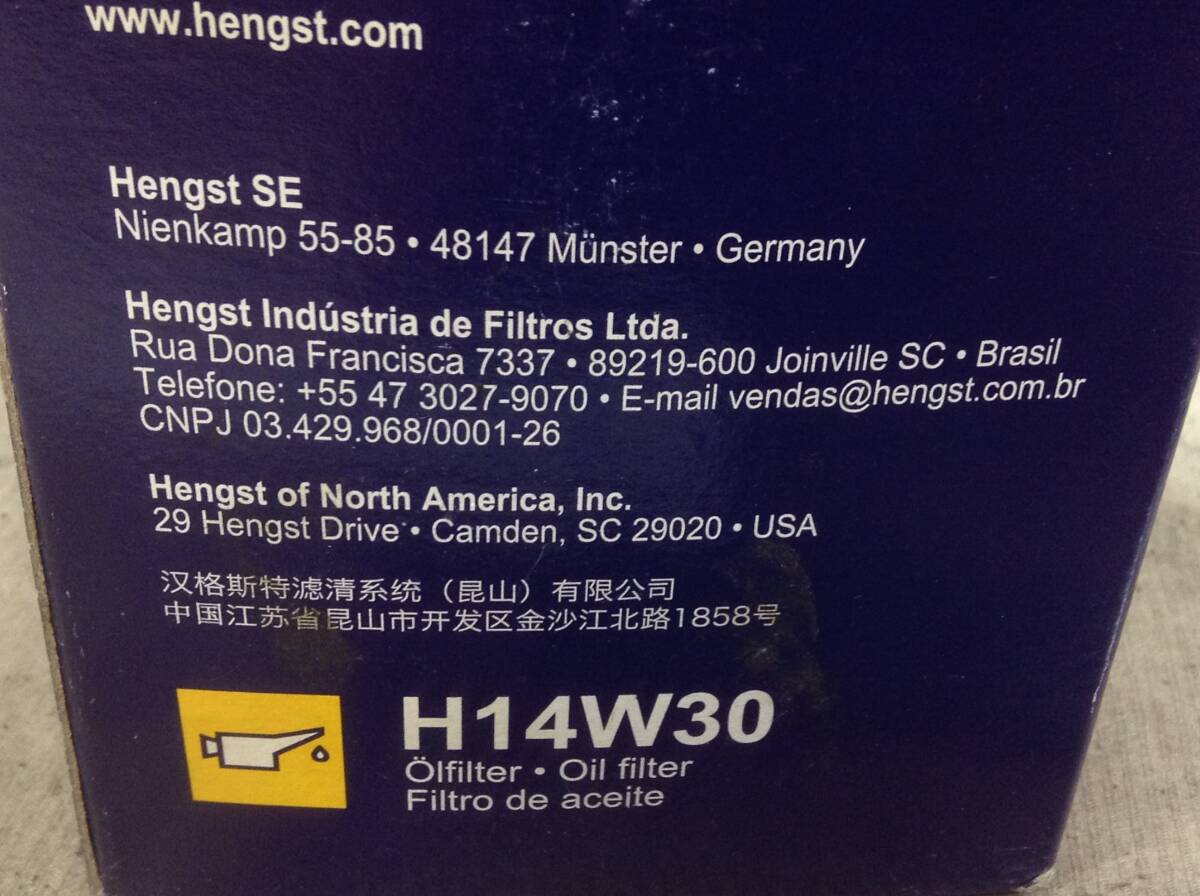 www.hengst.com
Hengst SE
Nienkamp 55-85 • 48147 Münster • Germany
Hengst Indústria de Filtros Ltda.
Rua Dona Francisca 7337 • 89219-600 Joinville SC • Brasil
Telefone: +55 47 3027-9070 • E-mail vendas@hengst.com.br
CNPJ 03.429.968/0001-26
Hengst of North America, Inc.
29 Hengst Drive • Camden, SC 29020 • USA
汉格斯特滤清系统（昆山）有限公司
中国江苏省昆山市开发区金沙江北路1858号
H14W30
Ölfilter • Oil filter
Filtro de aceite